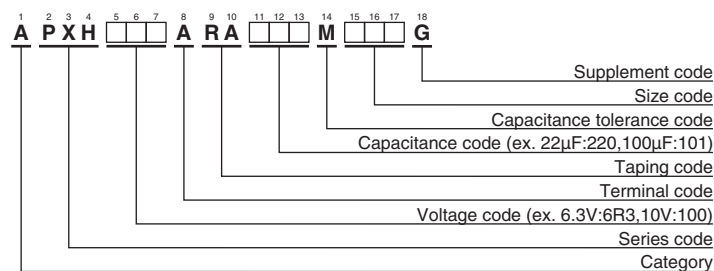 1 2 3 4 5 6 7 8 9 10 11 12 13 14 15 16 17 18
A P X H A R A M G
Supplement code
Size code
Capacitance tolerance code
Capacitance code (ex. 22µF:220,100µF:101)
Taping code
Terminal code
Voltage code (ex. 6.3V:6R3,10V:100)
Series code
Category